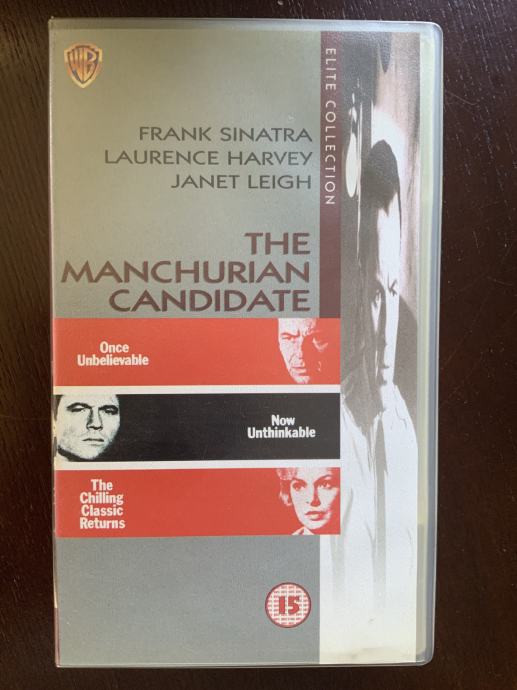 WB
ELITE COLLECTION
FRANK SINATRA
LAURENCE HARVEY
JANET LEIGH
THE
MANCHURIAN
CANDIDATE
Once
Unbelievable
Now
Unthinkable
The
Chilling
Classic
Returns
15